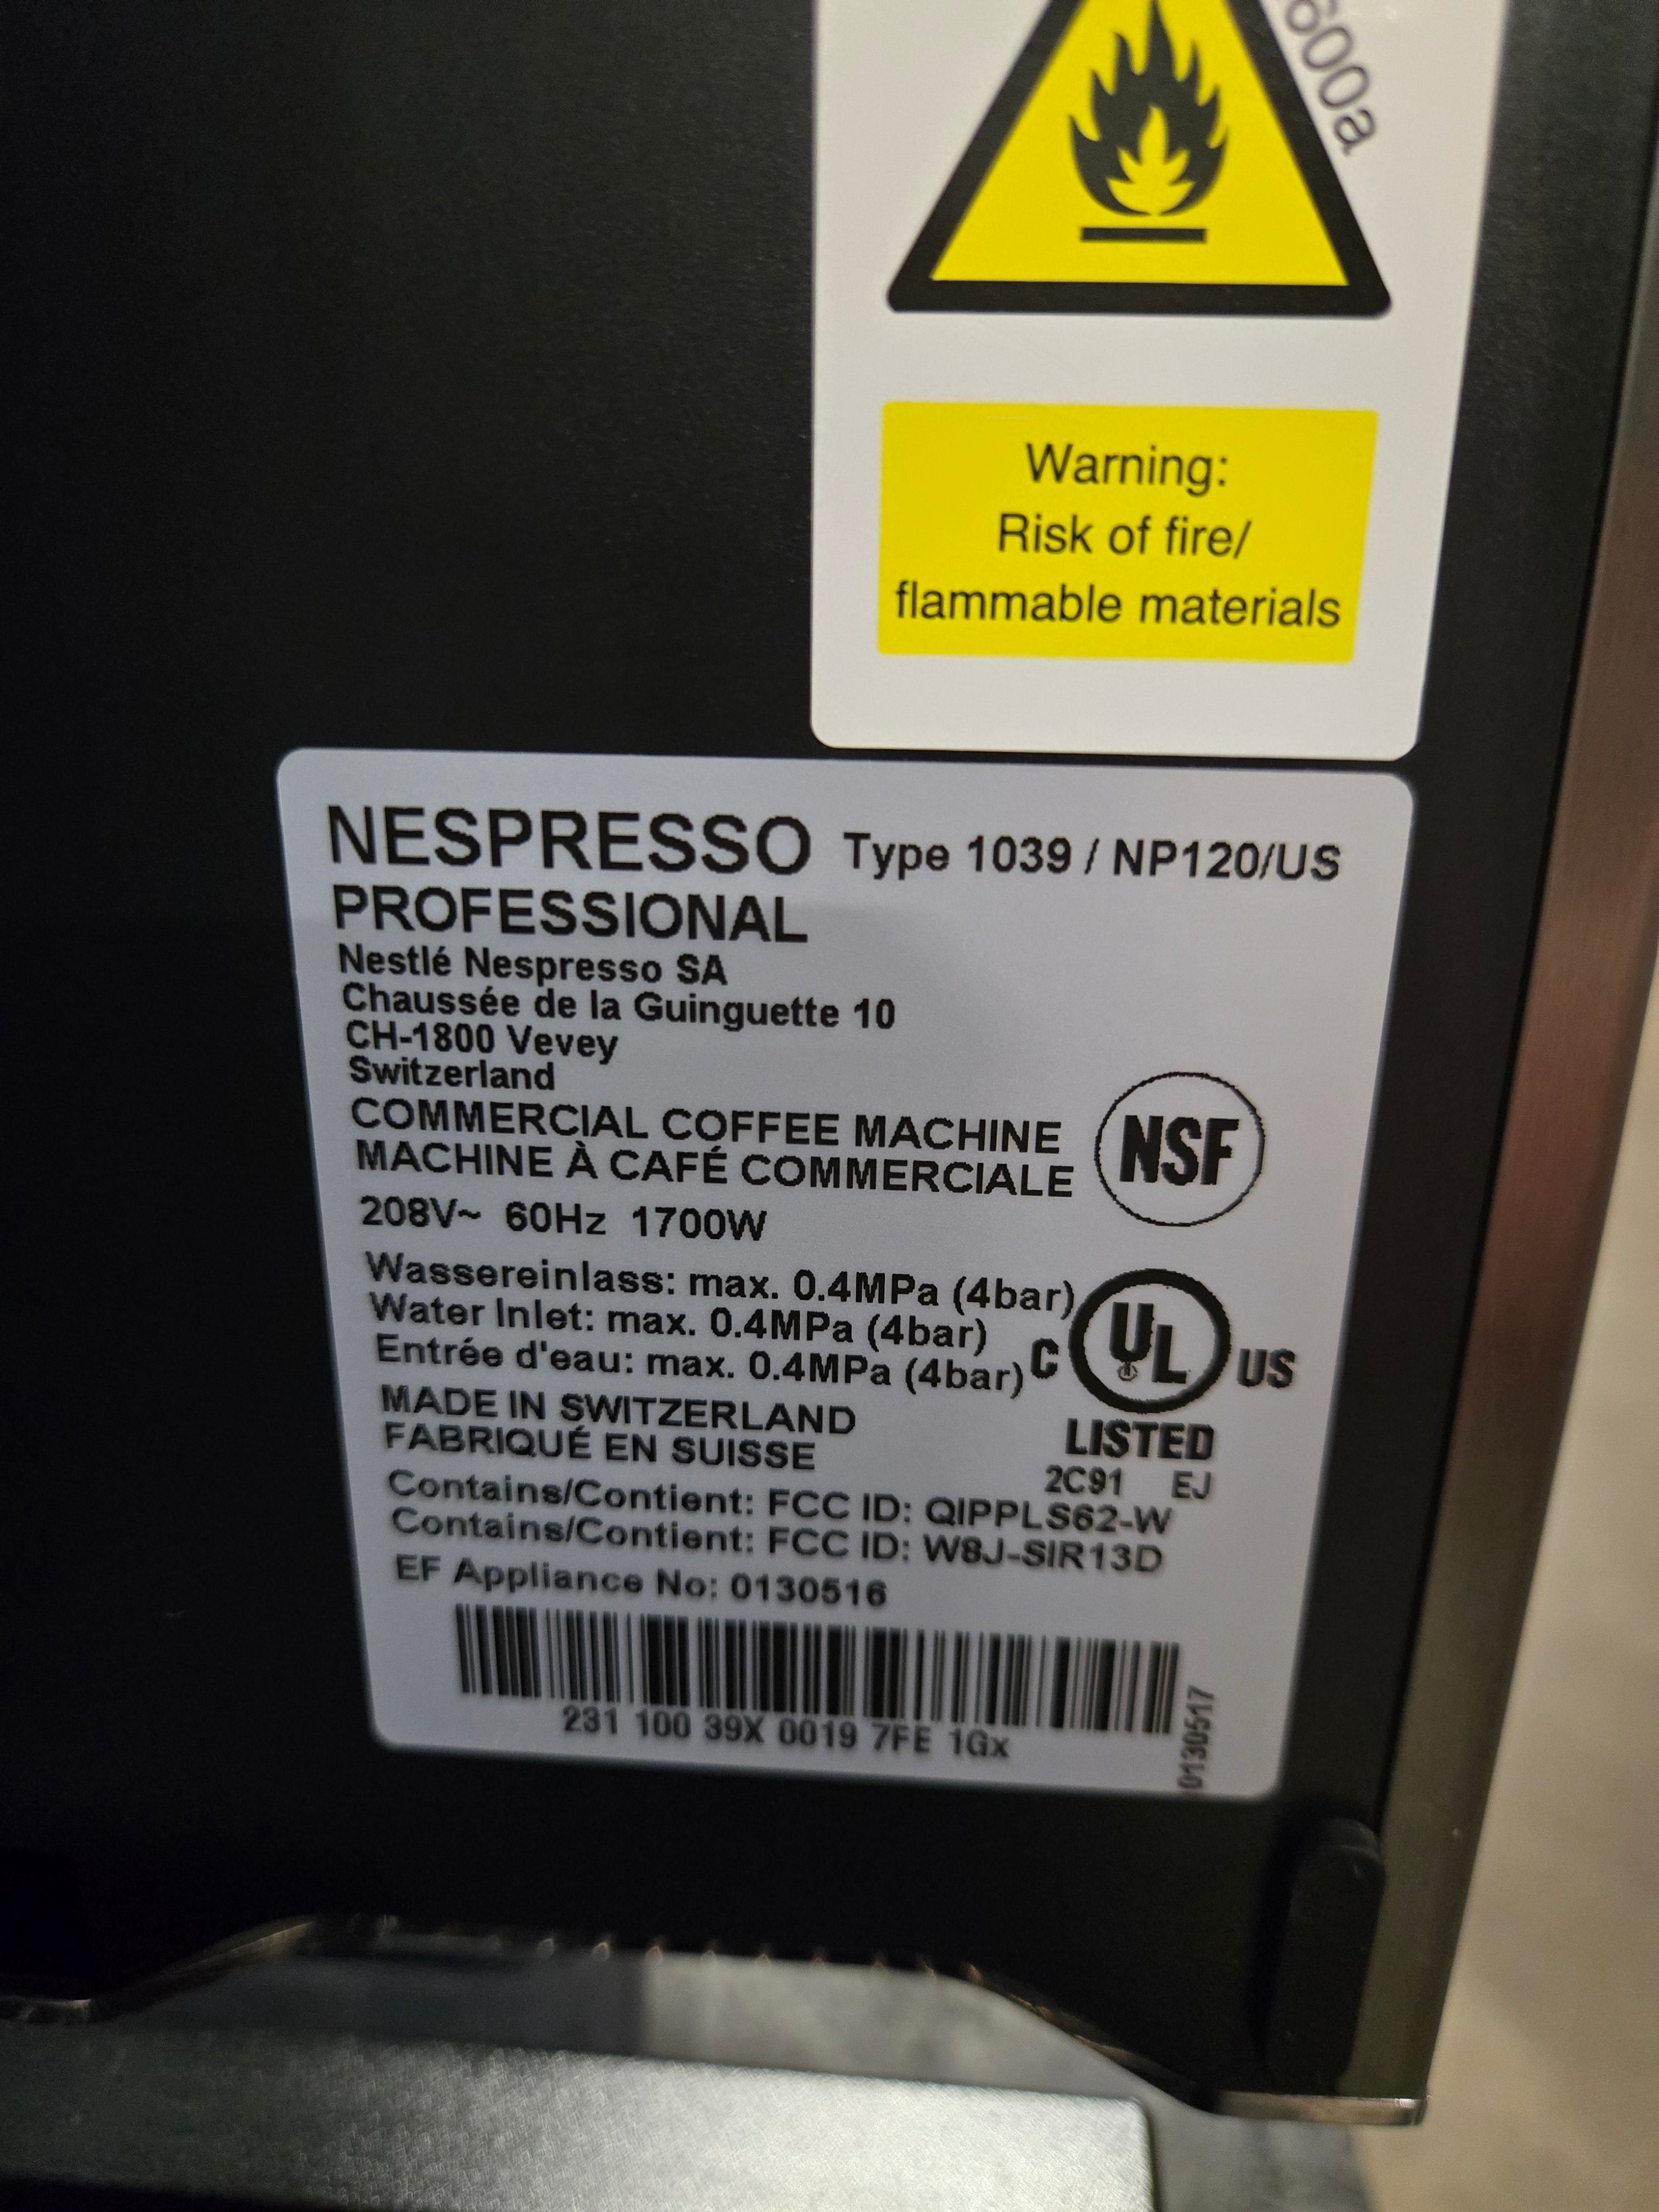 600a
Warning:
Risk of fire/
flammable materials
NESPRESSO Type 1039 / NP120/US
PROFESSIONAL
Nestlé Nespresso SA
Chaussée de la Guinguette 10
CH-1800 Vevey
Switzerland
COMMERCIAL COFFEE MACHINE
MACHINE À CAFÉ COMMERCIALE
NSF
208V~ 60Hz 1700W
Wassereinlass: max. 0.4MPa (4bar)
Water Inlet: max. 0.4MPa (4bar)
Entrée d'eau: max. 0.4MPa (4bar)
C UL US
LISTED
2C91 EJ
MADE IN SWITZERLAND
FABRIQUÉ EN SUISSE
Contains/Contient: FCC ID: QIPPLS62-W
Contains/Contient: FCC ID: W8J-SIR13D
EF Appliance No: 0130516
231 100 39X 0019 7FE 1Gx
0130517